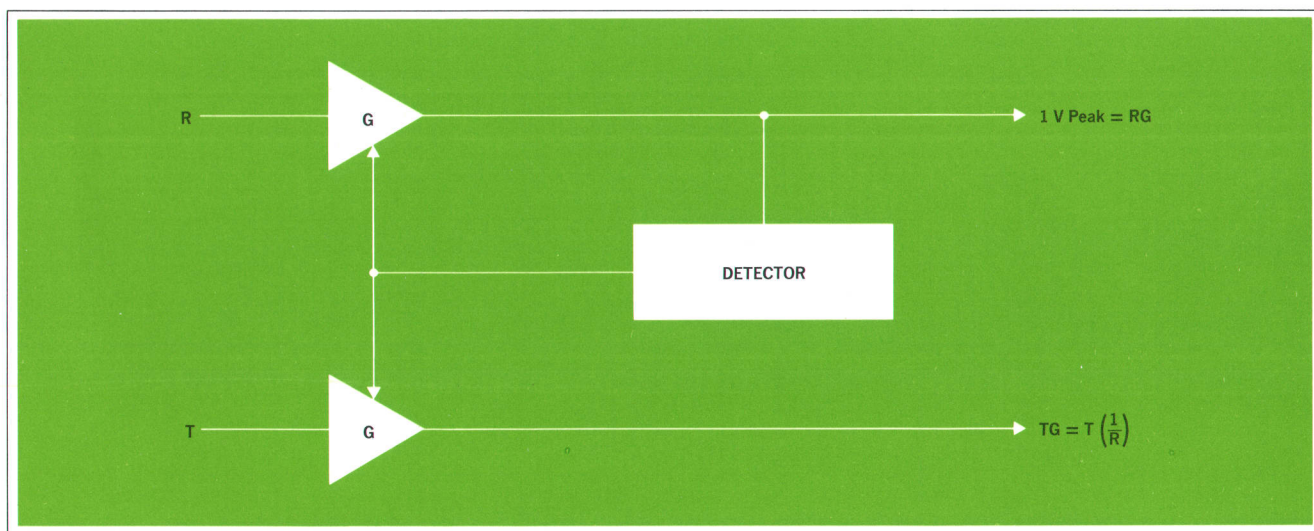 R
G
1 V Peak = RG
DETECTOR
T
G
TG = T (1/R)